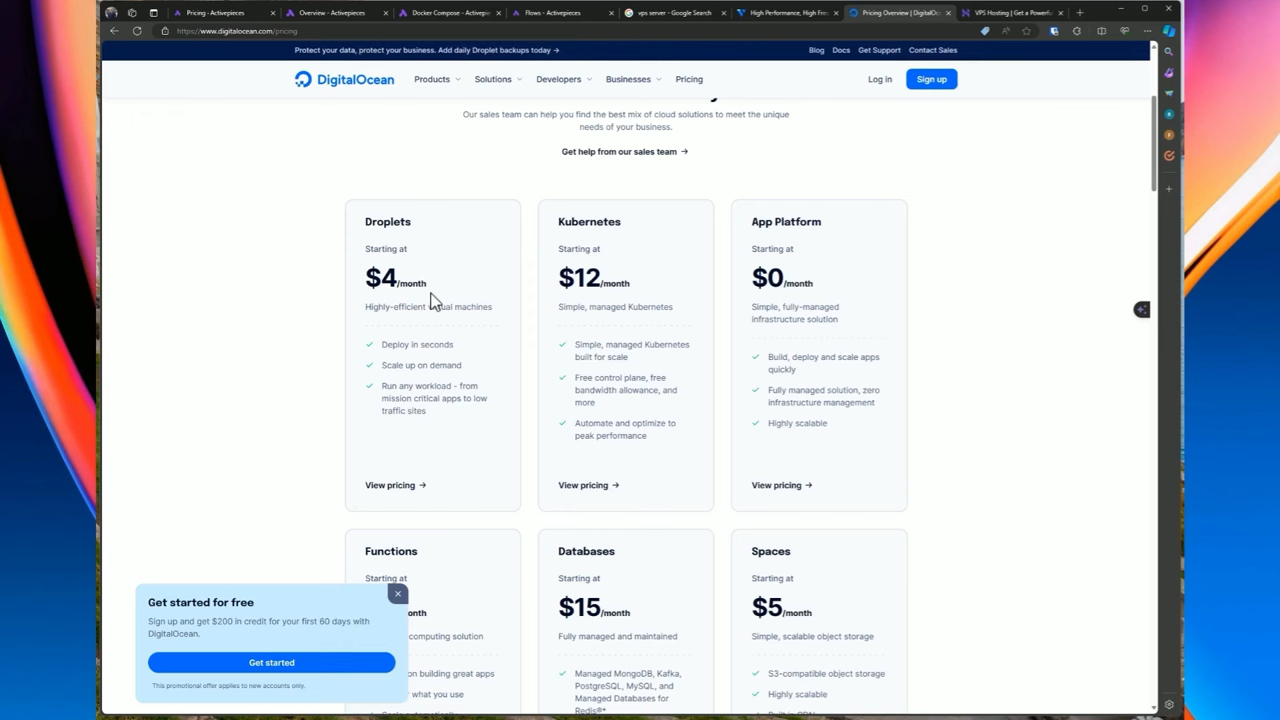 Pricing - Activepieces
Overview - Activepieces
Docker Compose - Activepie
Flows - Activepieces
vps server - Google Search
High Performance, High Fre
Pricing Overview | DigitalOc
VPS Hosting | Get a Powerfu
https://www.digitalocean.com/pricing
Protect your data, protect your business. Add daily Droplet backups today →
Blog
Docs
Get Support
Contact Sales
DigitalOcean
Products
Solutions
Developers
Businesses
Pricing
Log in
Sign up
Our sales team can help you find the best mix of cloud solutions to meet the unique
needs of your business.
Get help from our sales team →
Droplets
Starting at
$4/month
Highly-efficient virtual machines
Deploy in seconds
Scale up on demand
Run any workload - from
mission critical apps to low
traffic sites
View pricing →
Kubernetes
Starting at
$12/month
Simple, managed Kubernetes
Simple, managed Kubernetes
built for scale
Free control plane, free
bandwidth allowance, and
more
Automate and optimize to
peak performance
View pricing →
App Platform
Starting at
$0/month
Simple, fully-managed
infrastructure solution
Build, deploy and scale apps
quickly
Fully managed solution, zero
infrastructure management
Highly scalable
View pricing →
Functions
Starting at
month
computing solution
on building great apps
what you use
Databases
Starting at
$15/month
Fully managed and maintained
Managed MongoDB, Kafka,
PostgreSQL, MySQL, and
Managed Databases for
Redis®*
Spaces
Starting at
$5/month
Simple, scalable object storage
S3-compatible object storage
Highly scalable
Get started for free
Sign up and get $200 in credit for your first 60 days with
DigitalOcean.
Get started
This promotional offer applies to new accounts only.